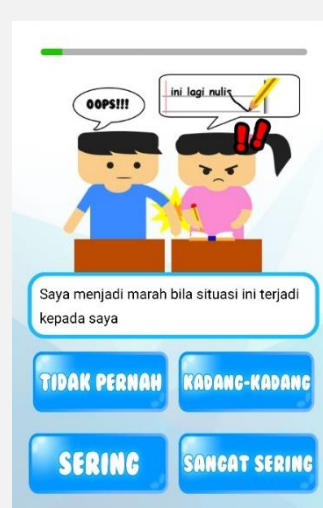 OOPS!!!
ini lagi nulis
Saya menjadi marah bila situasi ini terjadi
kepada saya
TIDAK PERNAH
KADANG-KADANG
SERING
SANGAT SERING